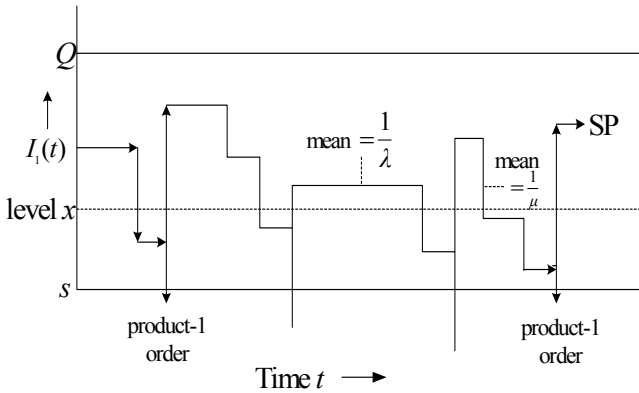 Q
I₁(t)
mean = 1/λ
SP
mean
= 1/μ
level x
s
product-1
order
product-1
order
Time t